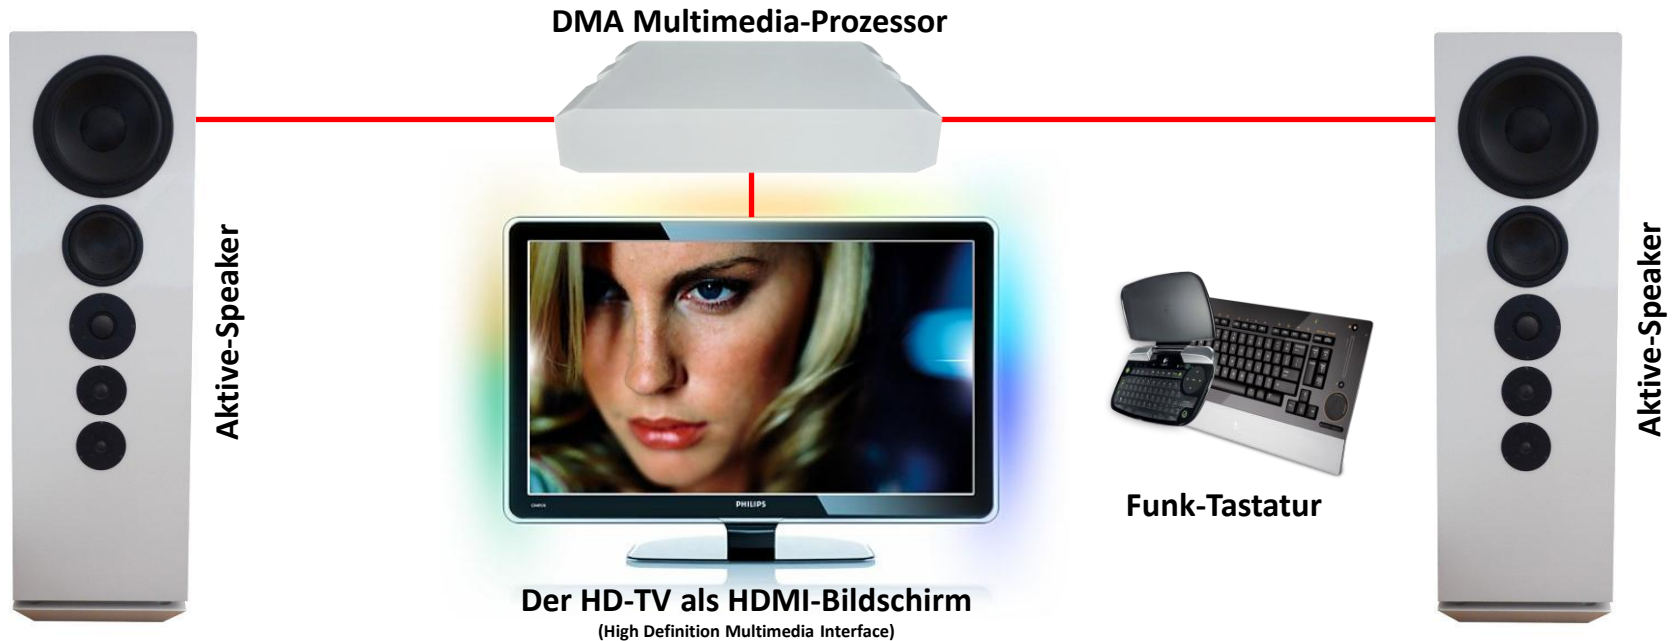 DMA Multimedia-Prozessor
Aktive-Speaker
Aktive-Speaker
PHILIPS
Funk-Tastatur
Der HD-TV als HDMI-Bildschirm
(High Definition Multimedia Interface)